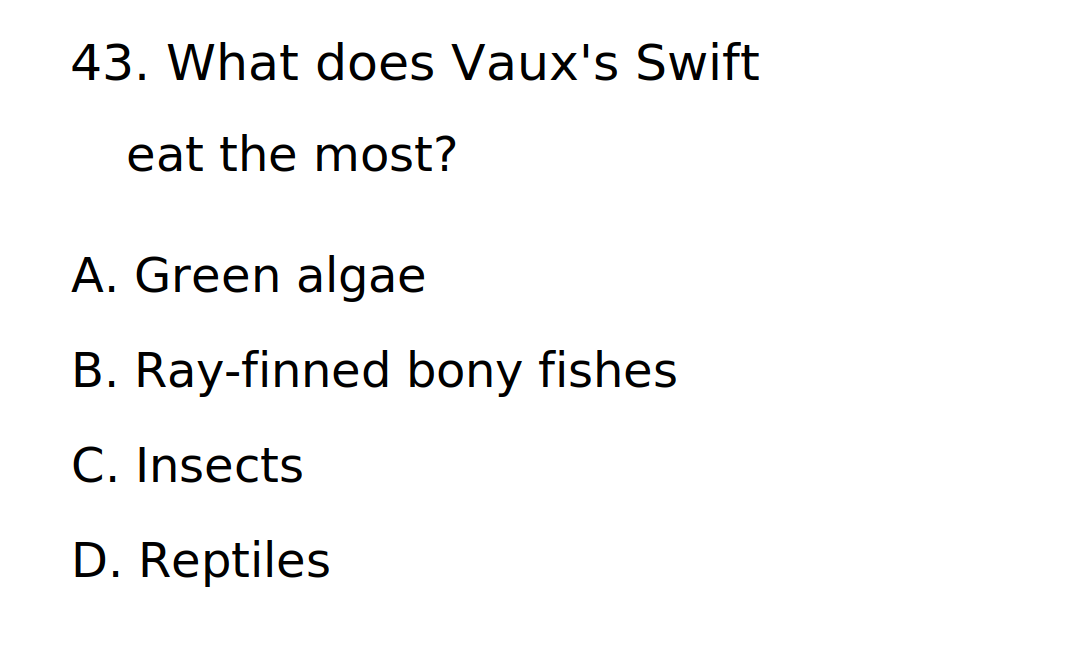 43. What does Vaux's Swift
eat the most?
A. Green algae
B. Ray-finned bony fishes
C. Insects
D. Reptiles